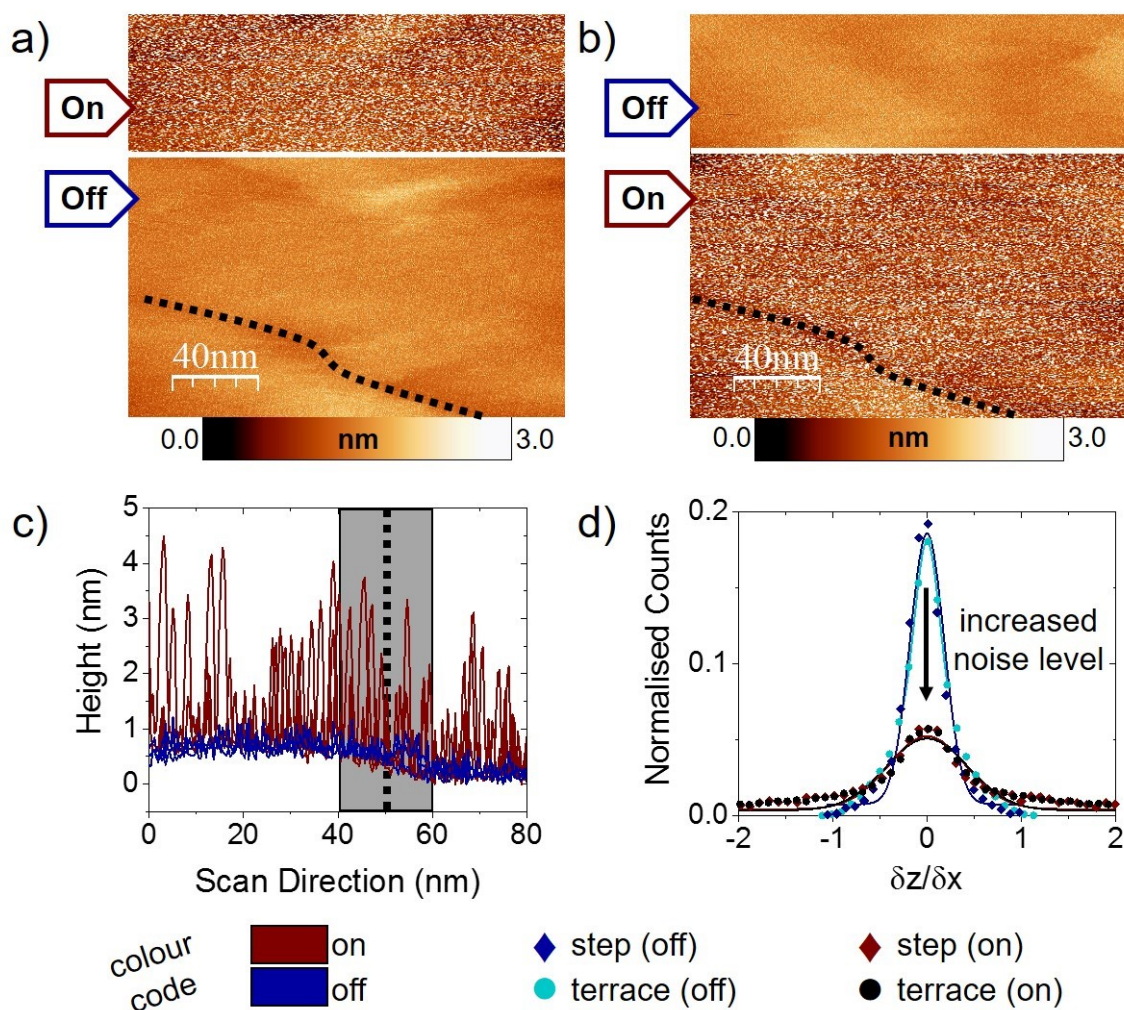 a)
On
Off
40nm
0.0 nm 3.0
b)
Off
On
40nm
0.0 nm 3.0
c)
Height (nm)
5
4
3
2
1
0
0 20 40 60 80
Scan Direction (nm)
d)
Normalised Counts
0.2
0.1
0.0
increased
noise level
-2 -1 0 1 2
δz/δx
colour
code
on
off
step (off)
terrace (off)
step (on)
terrace (on)